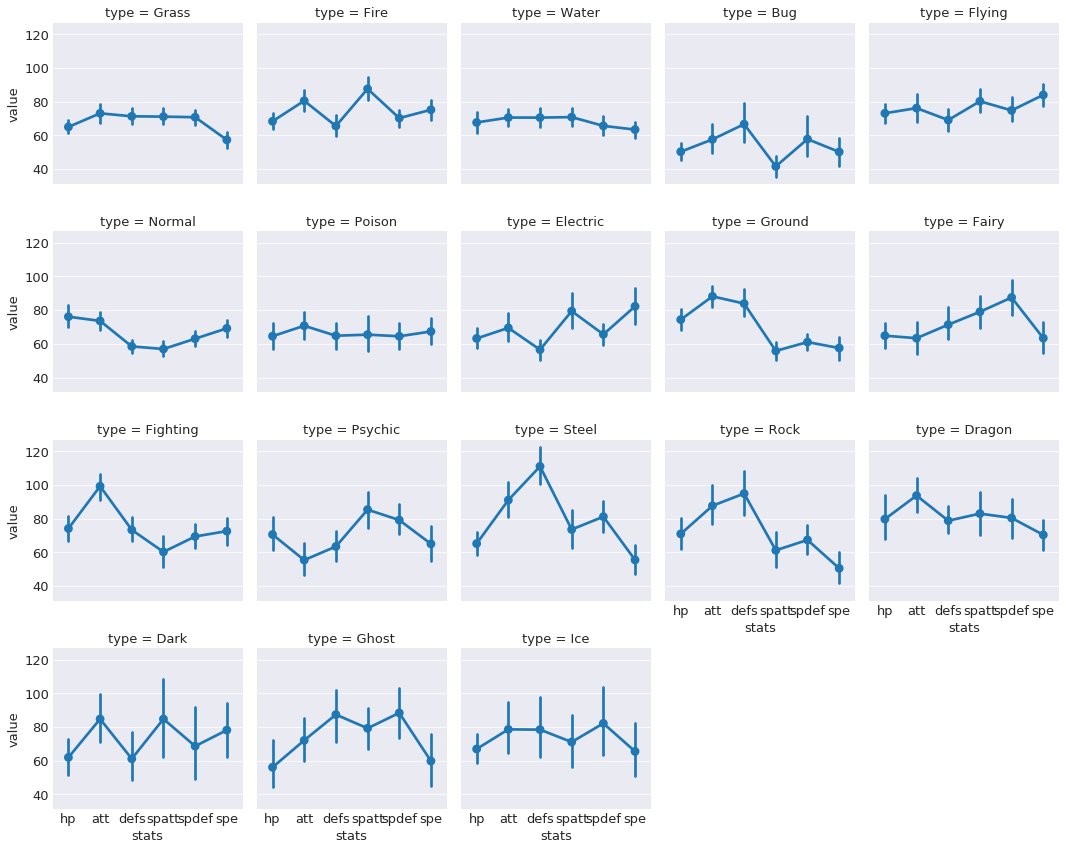 type = Grass type = Fire type = Water type = Bug type = Flying
120
100
80
60
40
value
type = Normal type = Poison type = Electric type = Ground type = Fairy
120
100
80
60
40
value
type = Fighting type = Psychic type = Steel type = Rock type = Dragon
120
100
80
60
40
value
hp att defs spatt spdef spe hp att defs spatt spdef spe
stats stats
type = Dark type = Ghost type = Ice
120
100
80
60
40
value
hp att defs spatt spdef spe hp att defs spatt spdef spe hp att defs spatt spdef spe
stats stats stats